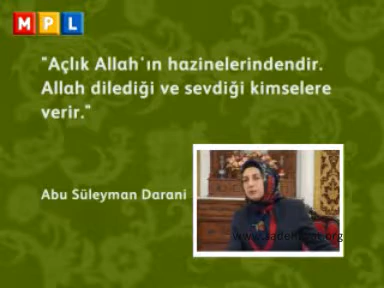 MPL
"Açlık Allah'ın hazinelerindendir.
Allah dilediği ve sevdiği kimselere
verir."
Abu Süleyman Darani